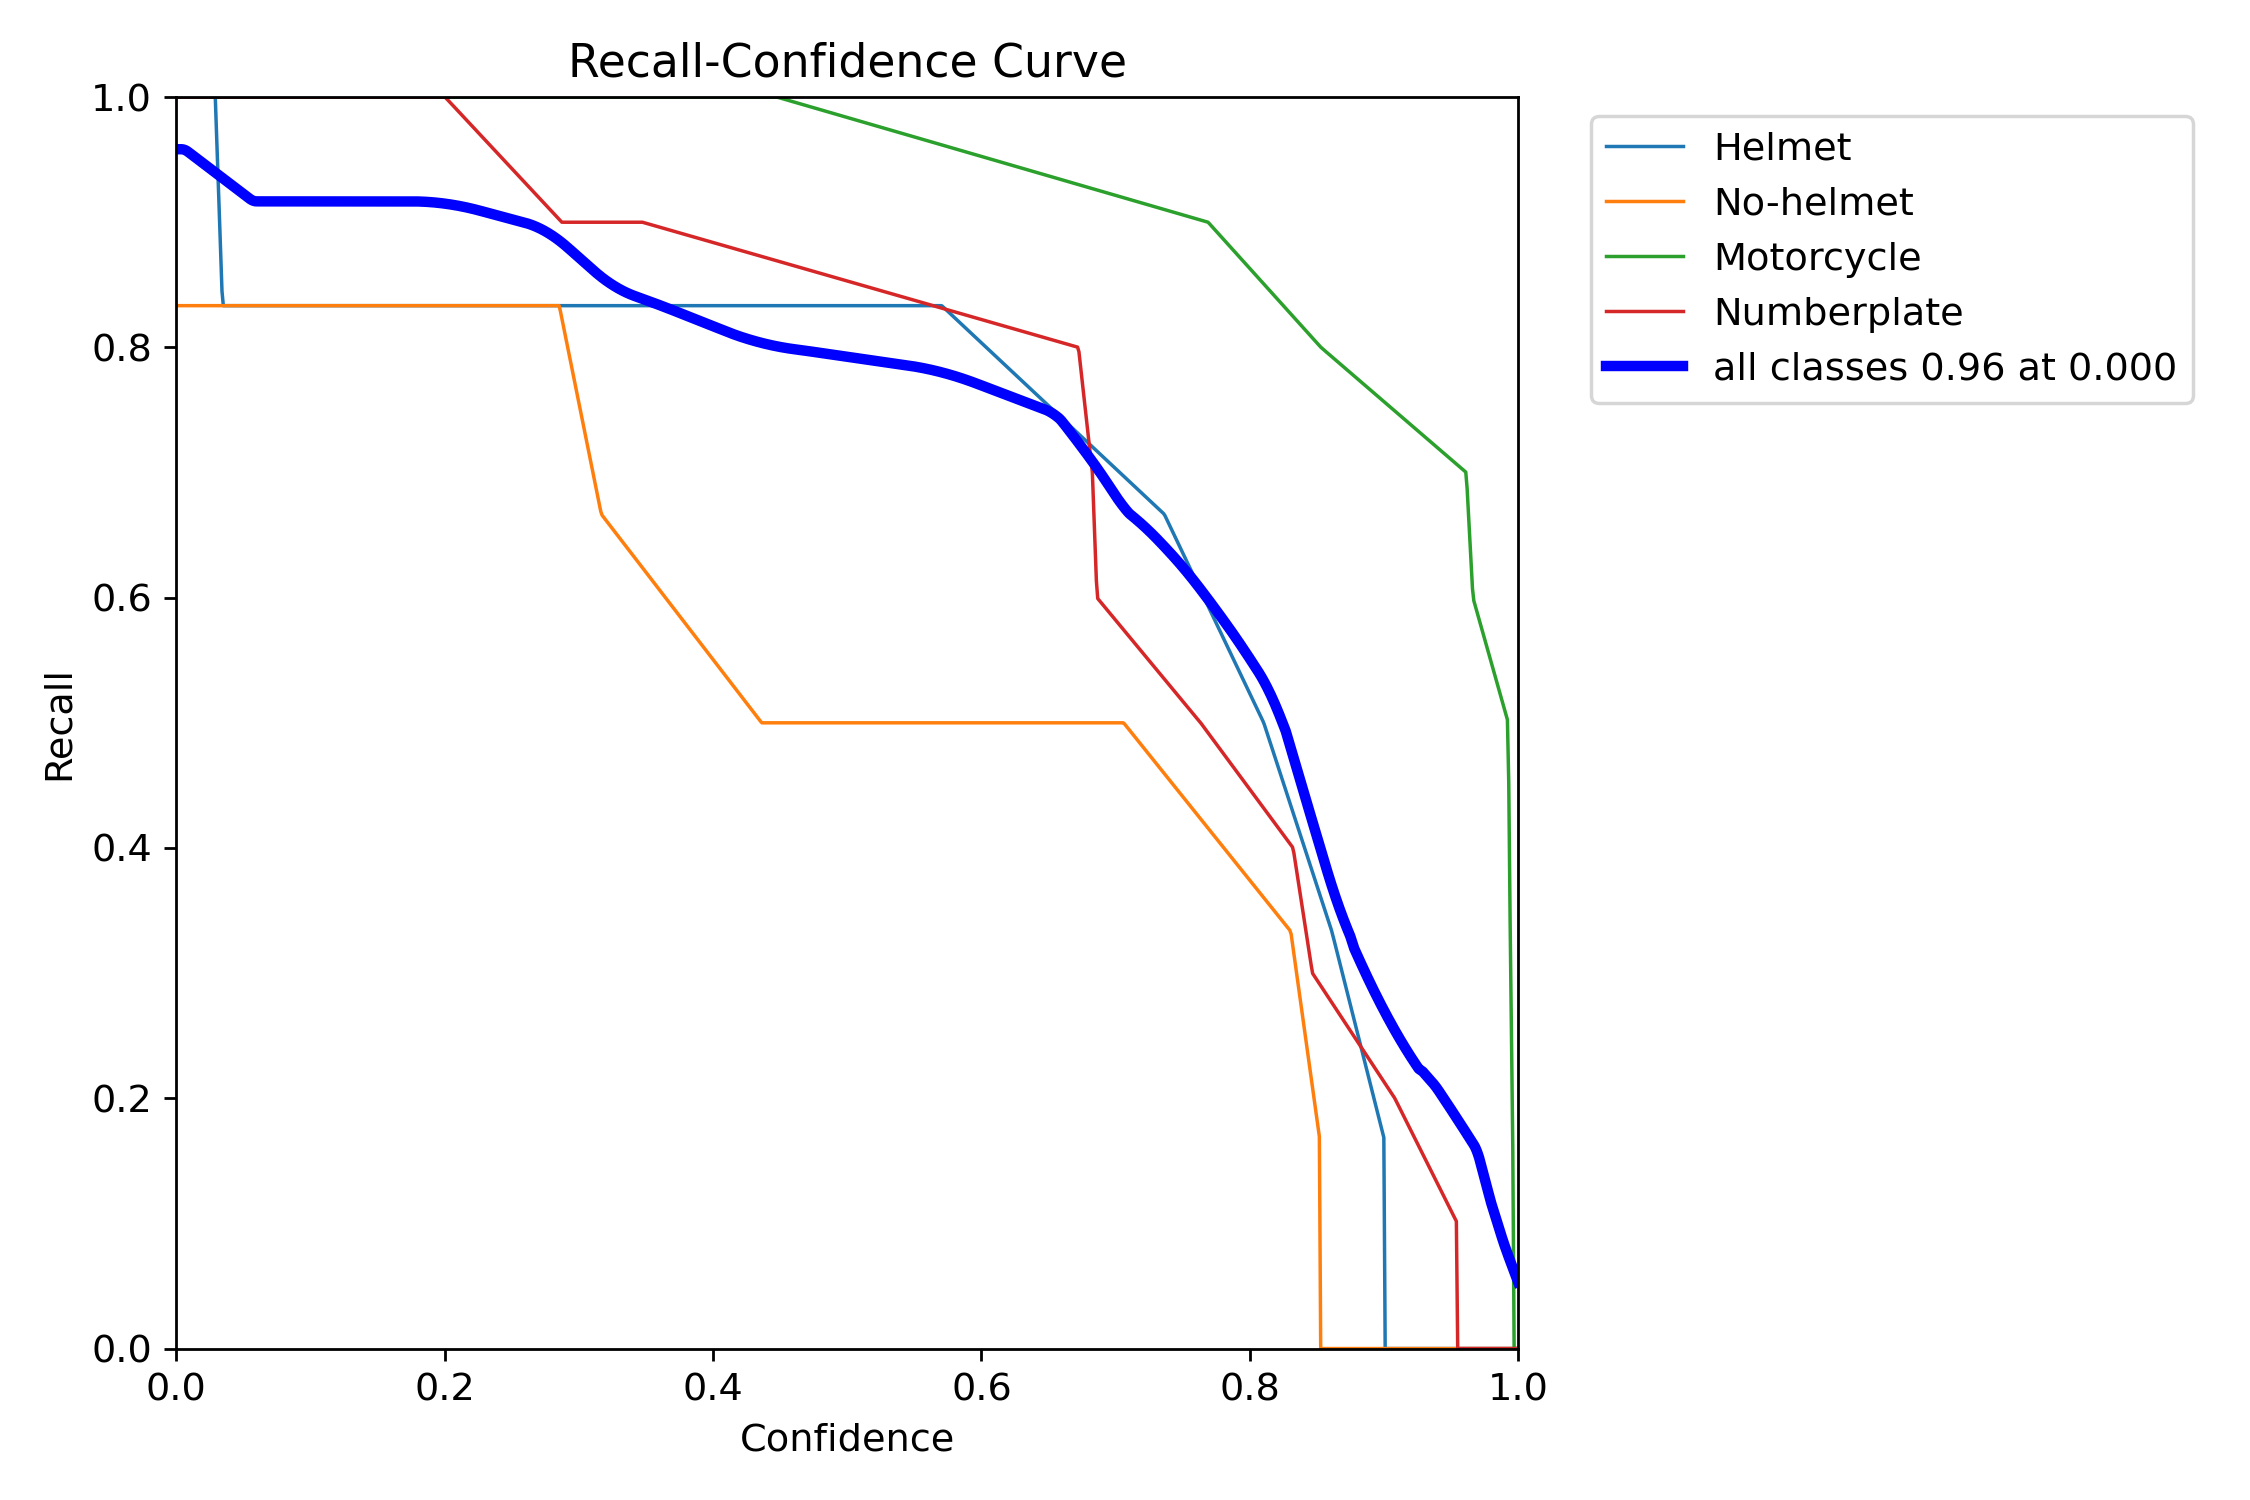 Recall-Confidence Curve
1.0
0.8
0.6
0.4
0.2
0.0
Recall
0.0 0.2 0.4 0.6 0.8 1.0
Confidence
Helmet
No-helmet
Motorcycle
Numberplate
all classes 0.96 at 0.000